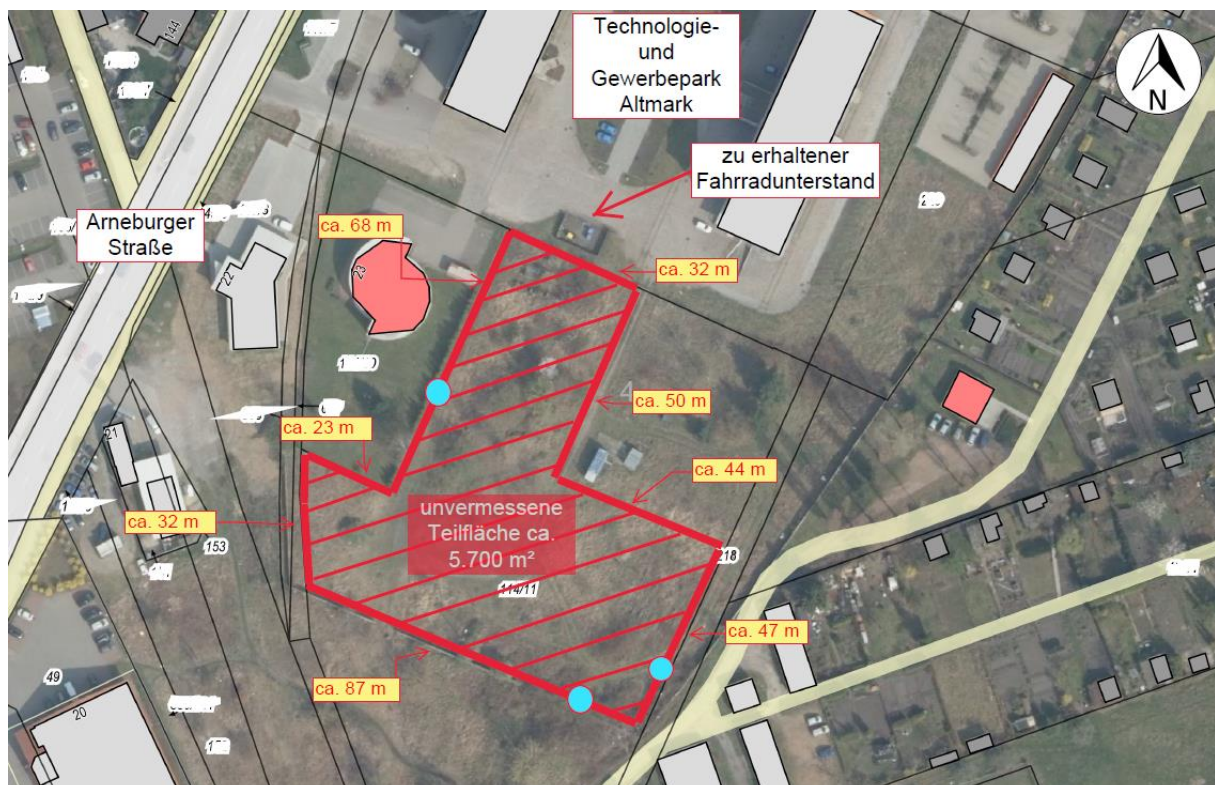 144
Technologie-
und
Gewerbepark
Altmark
N
zu erhaltener
Fahrradunterstand
Arneburger
Straße
ca. 68 m
ca. 32 m
22
23
4
ca. 50 m
ca. 23 m
21
ca. 44 m
ca. 32 m
153
unvermessene
Teilfläche ca.
5.700 m²
114/11
218
ca. 47 m
ca. 87 m
49
20